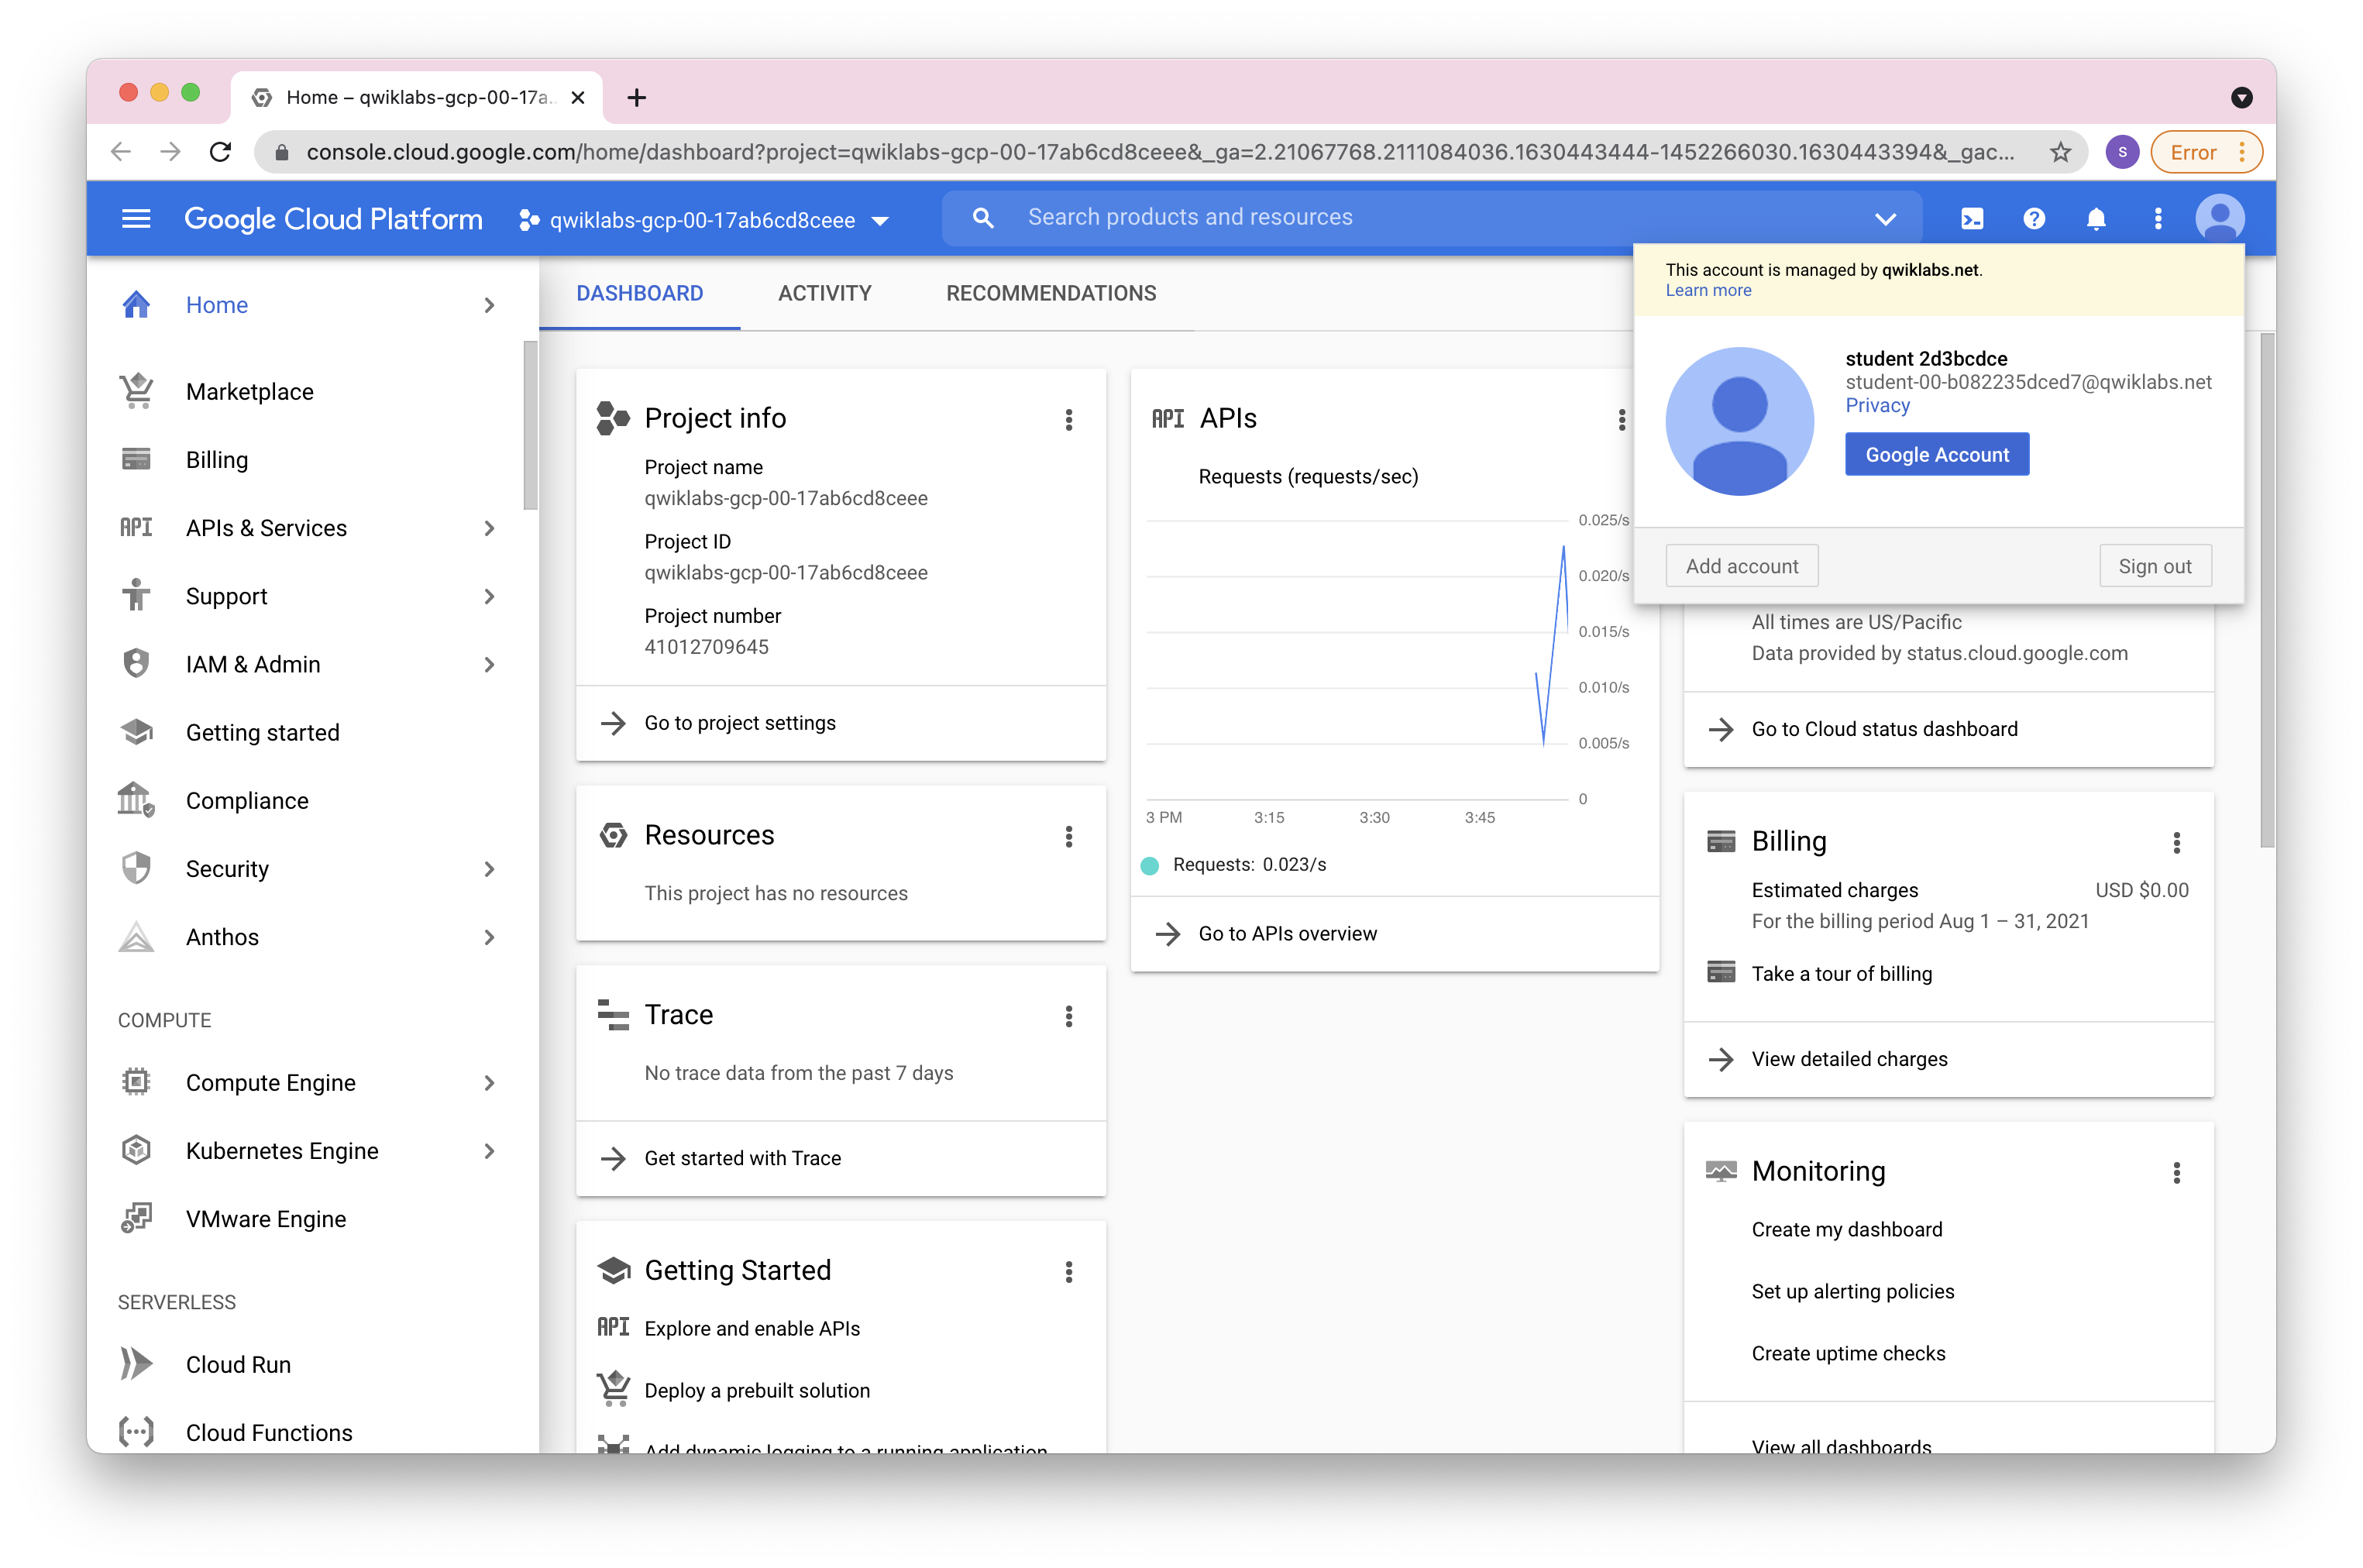 Home – qwiklabs-gcp-00-17a
console.cloud.google.com/home/dashboard?project=qwiklabs-gcp-00-17ab6cd8ceee&_ga=2.21067768.2111084036.1630443444-1452266030.1630443394&_gac...
S
Error
Google Cloud Platform
qwiklabs-gcp-00-17ab6cd8ceee
Search products and resources
Home
Marketplace
Billing
API
APIs & Services
Support
IAM & Admin
Getting started
Compliance
Security
Anthos
COMPUTE
Compute Engine
Kubernetes Engine
VMware Engine
SERVERLESS
Cloud Run
Cloud Functions
DASHBOARD
ACTIVITY
RECOMMENDATIONS
Project info
Project name
qwiklabs-gcp-00-17ab6cd8ceee
Project ID
qwiklabs-gcp-00-17ab6cd8ceee
Project number
41012709645
Go to project settings
Resources
This project has no resources
Trace
No trace data from the past 7 days
Get started with Trace
Getting Started
API
Explore and enable APIs
Deploy a prebuilt solution
Add dynamic logging to a running application
API APIs
Requests (requests/sec)
0.025/s
0.020/s
0.015/s
0.010/s
0.005/s
0
3 PM 3:15 3:30 3:45
Requests: 0.023/s
Go to APIs overview
This account is managed by qwiklabs.net.
Learn more
student 2d3bcdce
student-00-b082235dced7@qwiklabs.net
Privacy
Google Account
Add account
Sign out
All times are US/Pacific
Data provided by status.cloud.google.com
Go to Cloud status dashboard
Billing
Estimated charges USD $0.00
For the billing period Aug 1 – 31, 2021
Take a tour of billing
View detailed charges
Monitoring
Create my dashboard
Set up alerting policies
Create uptime checks
View all dashboards